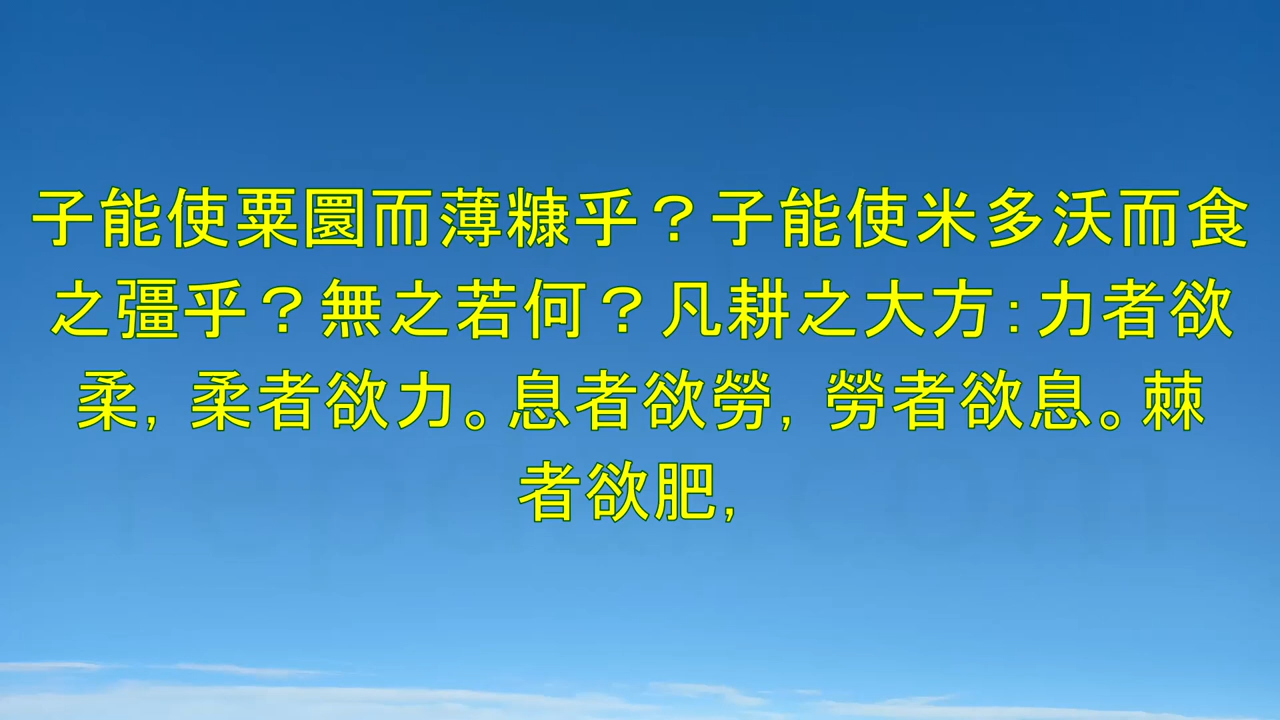 子能使粟圜而薄糠乎？子能使米多沃而食
之彊乎？無之若何？凡耕之大方：力者欲
柔，柔者欲力。息者欲勞，勞者欲息。棘
者欲肥，